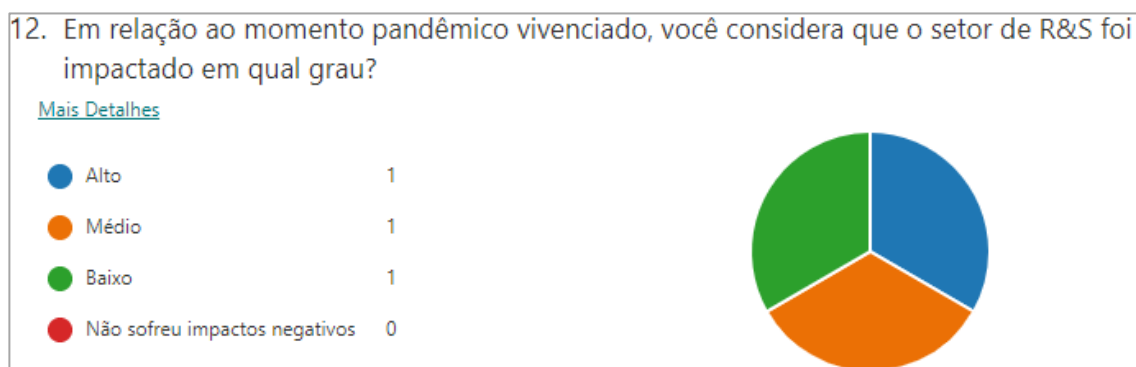 12. Em relação ao momento pandêmico vivenciado, você considera que o setor de R&S foi
impactado em qual grau?
Mais Detalhes
Alto 1
Médio 1
Baixo 1
Não sofreu impactos negativos 0